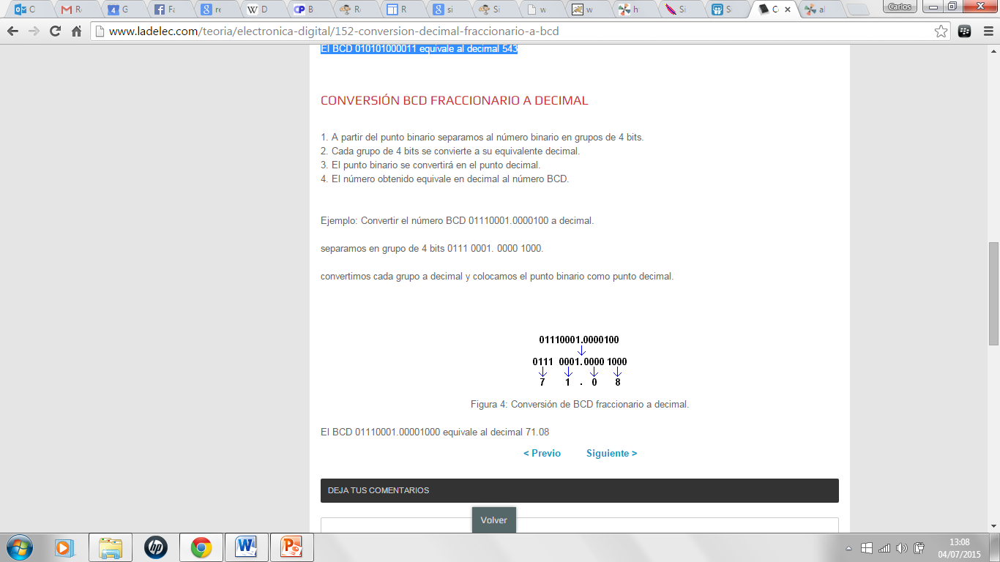 O
R
G
Fa
re
D
B
Re
R
si
Si
w
w
h
Si
S
C
al
Carlos
www.ladelec.com/teoria/electronica-digital/152-conversion-decimal-fraccionario-a-bcd
El BCD 010101000011 equivale al decimal 543
CONVERSIÓN BCD FRACCIONARIO A DECIMAL
1. A partir del punto binario separamos al número binario en grupos de 4 bits.
2. Cada grupo de 4 bits se convierte a su equivalente decimal.
3. El punto binario se convertirá en el punto decimal.
4. El número obtenido equivale en decimal al número BCD.
Ejemplo: Convertir el número BCD 01110001.0000100 a decimal.
separamos en grupo de 4 bits 0111 0001. 0000 1000.
convertimos cada grupo a decimal y colocamos el punto binario como punto decimal.
01110001.0000100
0111 0001.0000 1000
7 1 . 0 8
Figura 4: Conversión de BCD fraccionario a decimal.
El BCD 01110001.00001000 equivale al decimal 71.08
< Previo Siguiente >
DEJA TUS COMENTARIOS
Volver
13:08
04/07/2015